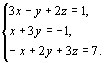 3x − y + 2z = 1,
x + 3y = −1,
− x + 2y + 3z = 7.